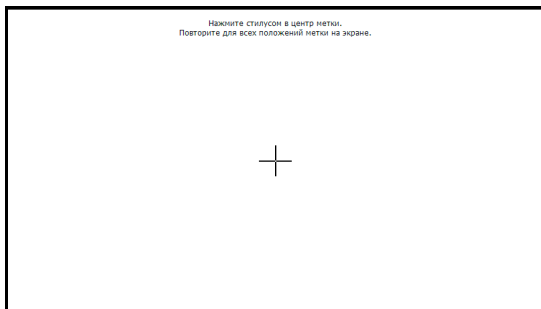 Нажмите стилусом в центр метки.
Повторите для всех положений метки на экране.